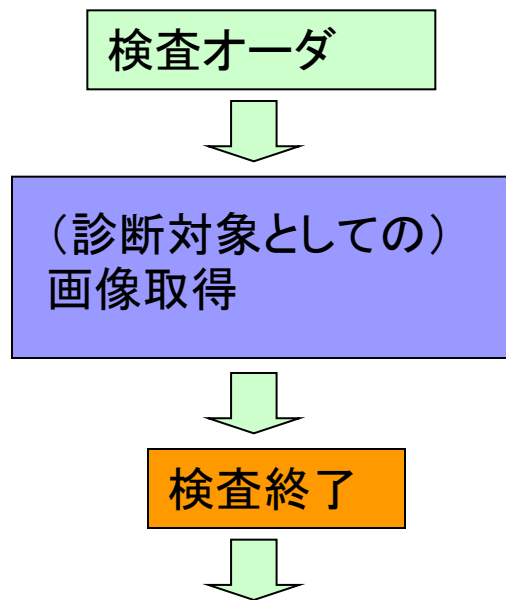 検査オーダ
（診断対象としての）
画像取得
検査終了